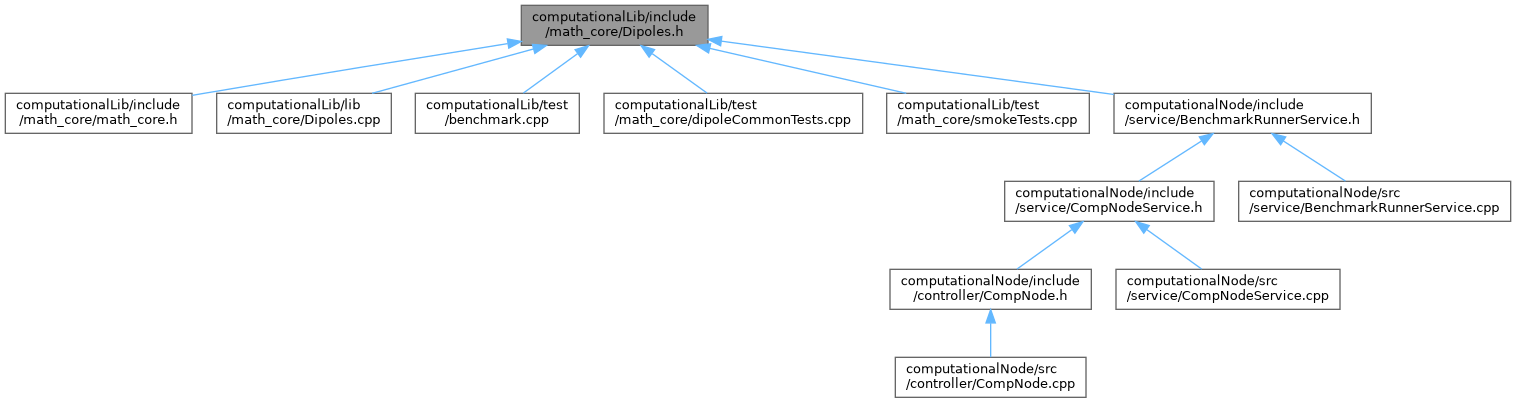 computationalLib/include
/math_core/Dipoles.h
computationalLib/include
/math_core/math_core.h
computationalLib/lib
/math_core/Dipoles.cpp
computationalLib/test
/benchmark.cpp
computationalLib/test
/math_core/dipoleCommonTests.cpp
computationalLib/test
/math_core/smokeTests.cpp
computationalNode/include
/service/BenchmarkRunnerService.h
computationalNode/include
/service/CompNodeService.h
computationalNode/src
/service/BenchmarkRunnerService.cpp
computationalNode/include
/controller/CompNode.h
computationalNode/src
/service/CompNodeService.cpp
computationalNode/src
/controller/CompNode.cpp